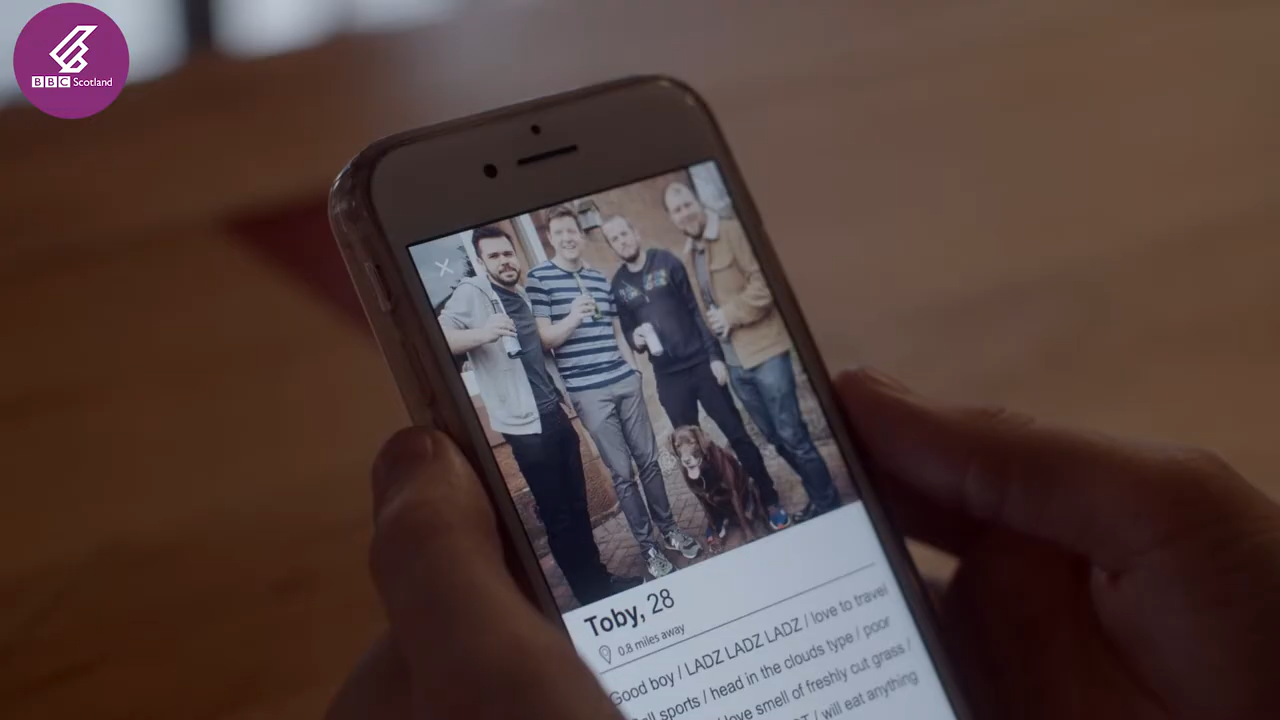 BBC Scotland
Toby, 28
0.8 miles away
Good boy / LADZ LADZ LADZ / love to travel
sports / head in the clouds type / poor
love smell of freshly cut grass /
/ will eat anything